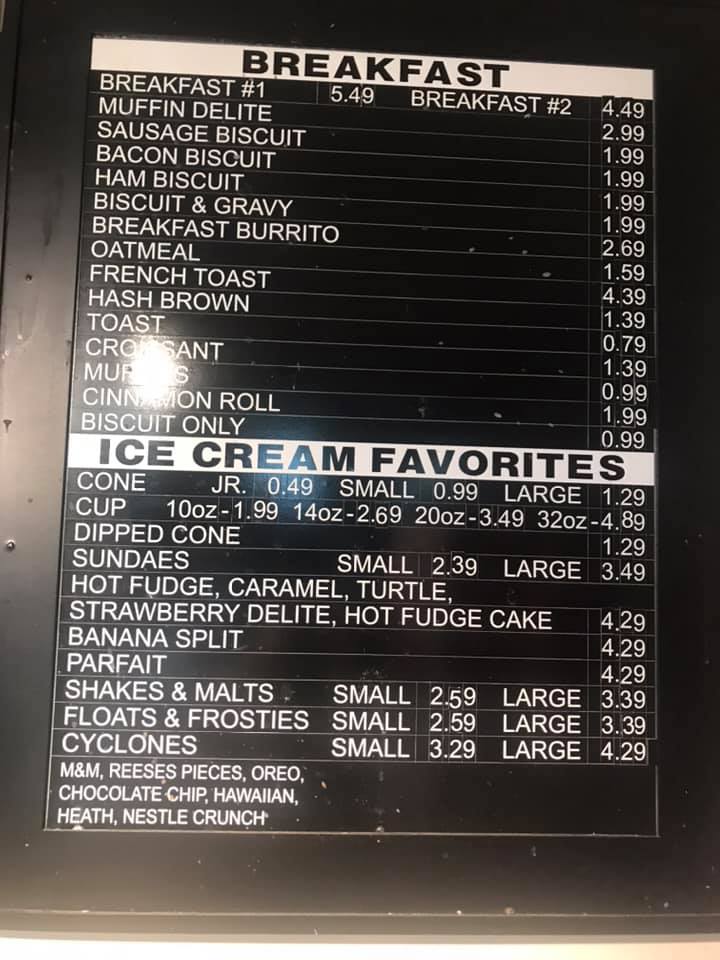 BREAKFAST
BREAKFAST #1 5.49 BREAKFAST #2 4.49
MUFFIN DELITE 2.99
SAUSAGE BISCUIT 1.99
BACON BISCUIT 1.99
HAM BISCUIT 1.99
BISCUIT & GRAVY 1.99
BREAKFAST BURRITO 2.69
OATMEAL 1.59
FRENCH TOAST 4.39
HASH BROWN 1.39
TOAST 0.79
CROISSANT 1.39
MUFFINS 0.99
CINNAMON ROLL 1.99
BISCUIT ONLY 0.99
ICE CREAM FAVORITES
CONE JR. 0.49 SMALL 0.99 LARGE 1.29
CUP 10oz-1.99 14oz-2.69 20oz-3.49 32oz-4.89
DIPPED CONE 1.29
SUNDAES SMALL 2.39 LARGE 3.49
HOT FUDGE, CARAMEL, TURTLE,
STRAWBERRY DELITE, HOT FUDGE CAKE 4.29
BANANA SPLIT 4.29
PARFAIT 4.29
SHAKES & MALTS SMALL 2.59 LARGE 3.39
FLOATS & FROSTIES SMALL 2.59 LARGE 3.39
CYCLONES SMALL 3.29 LARGE 4.29
M&M, REESES PIECES, OREO,
CHOCOLATE CHIP, HAWAIIAN,
HEATH, NESTLE CRUNCH